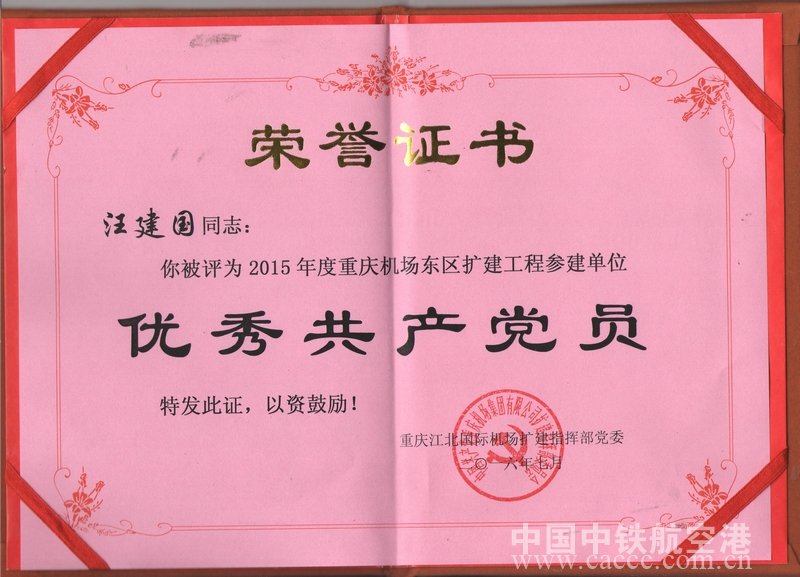 荣誉证书
汪建国同志：
你被评为 2015 年度重庆机场东区扩建工程参建单位
优秀共产党员
特发此证，以资鼓励！
重庆江北国际机场扩建指挥部党委
二〇一六年七月
中国中铁航空港
www.caccc.com.cn